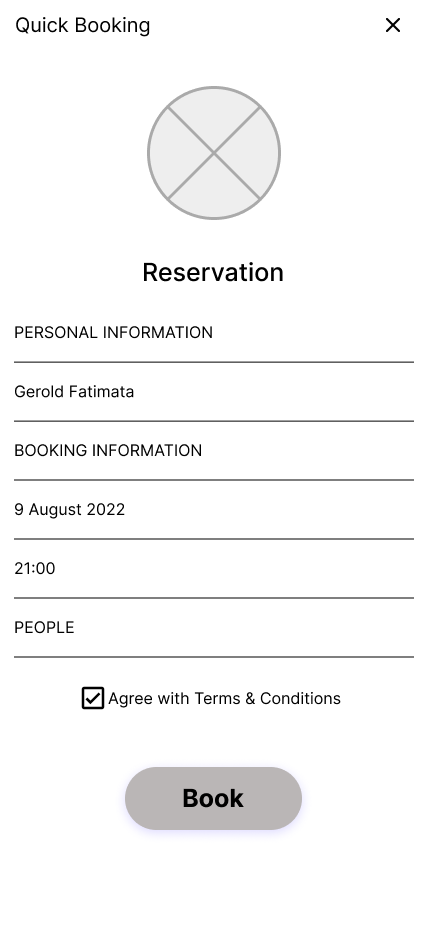 Quick Booking
Reservation
PERSONAL INFORMATION
Gerold Fatimata
BOOKING INFORMATION
9 August 2022
21:00
PEOPLE
Agree with Terms & Conditions
Book